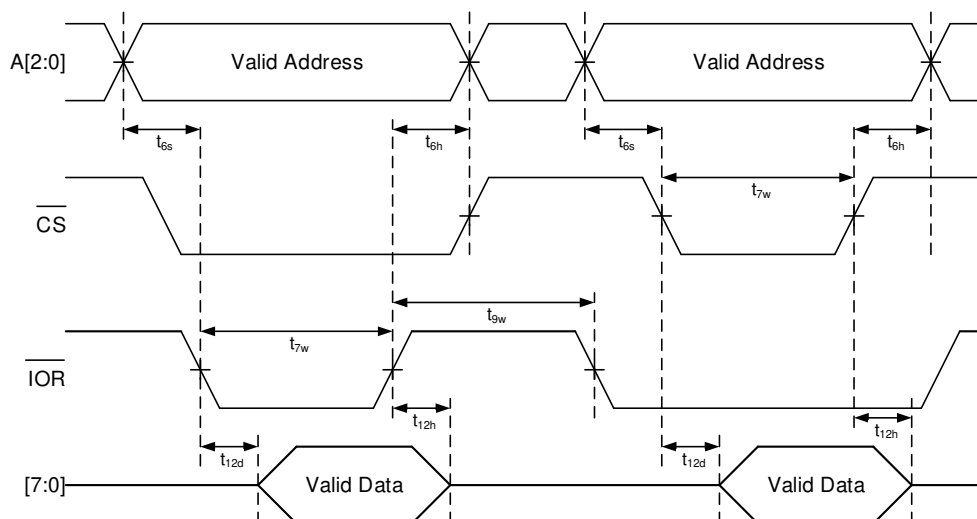 A[2:0]
Valid Address
Valid Address
t6s
t6h
t6s
t6h
CS
t7w
IOR
t7w
t9w
t12h
t12h
t12d
t12d
[7:0]
Valid Data
Valid Data